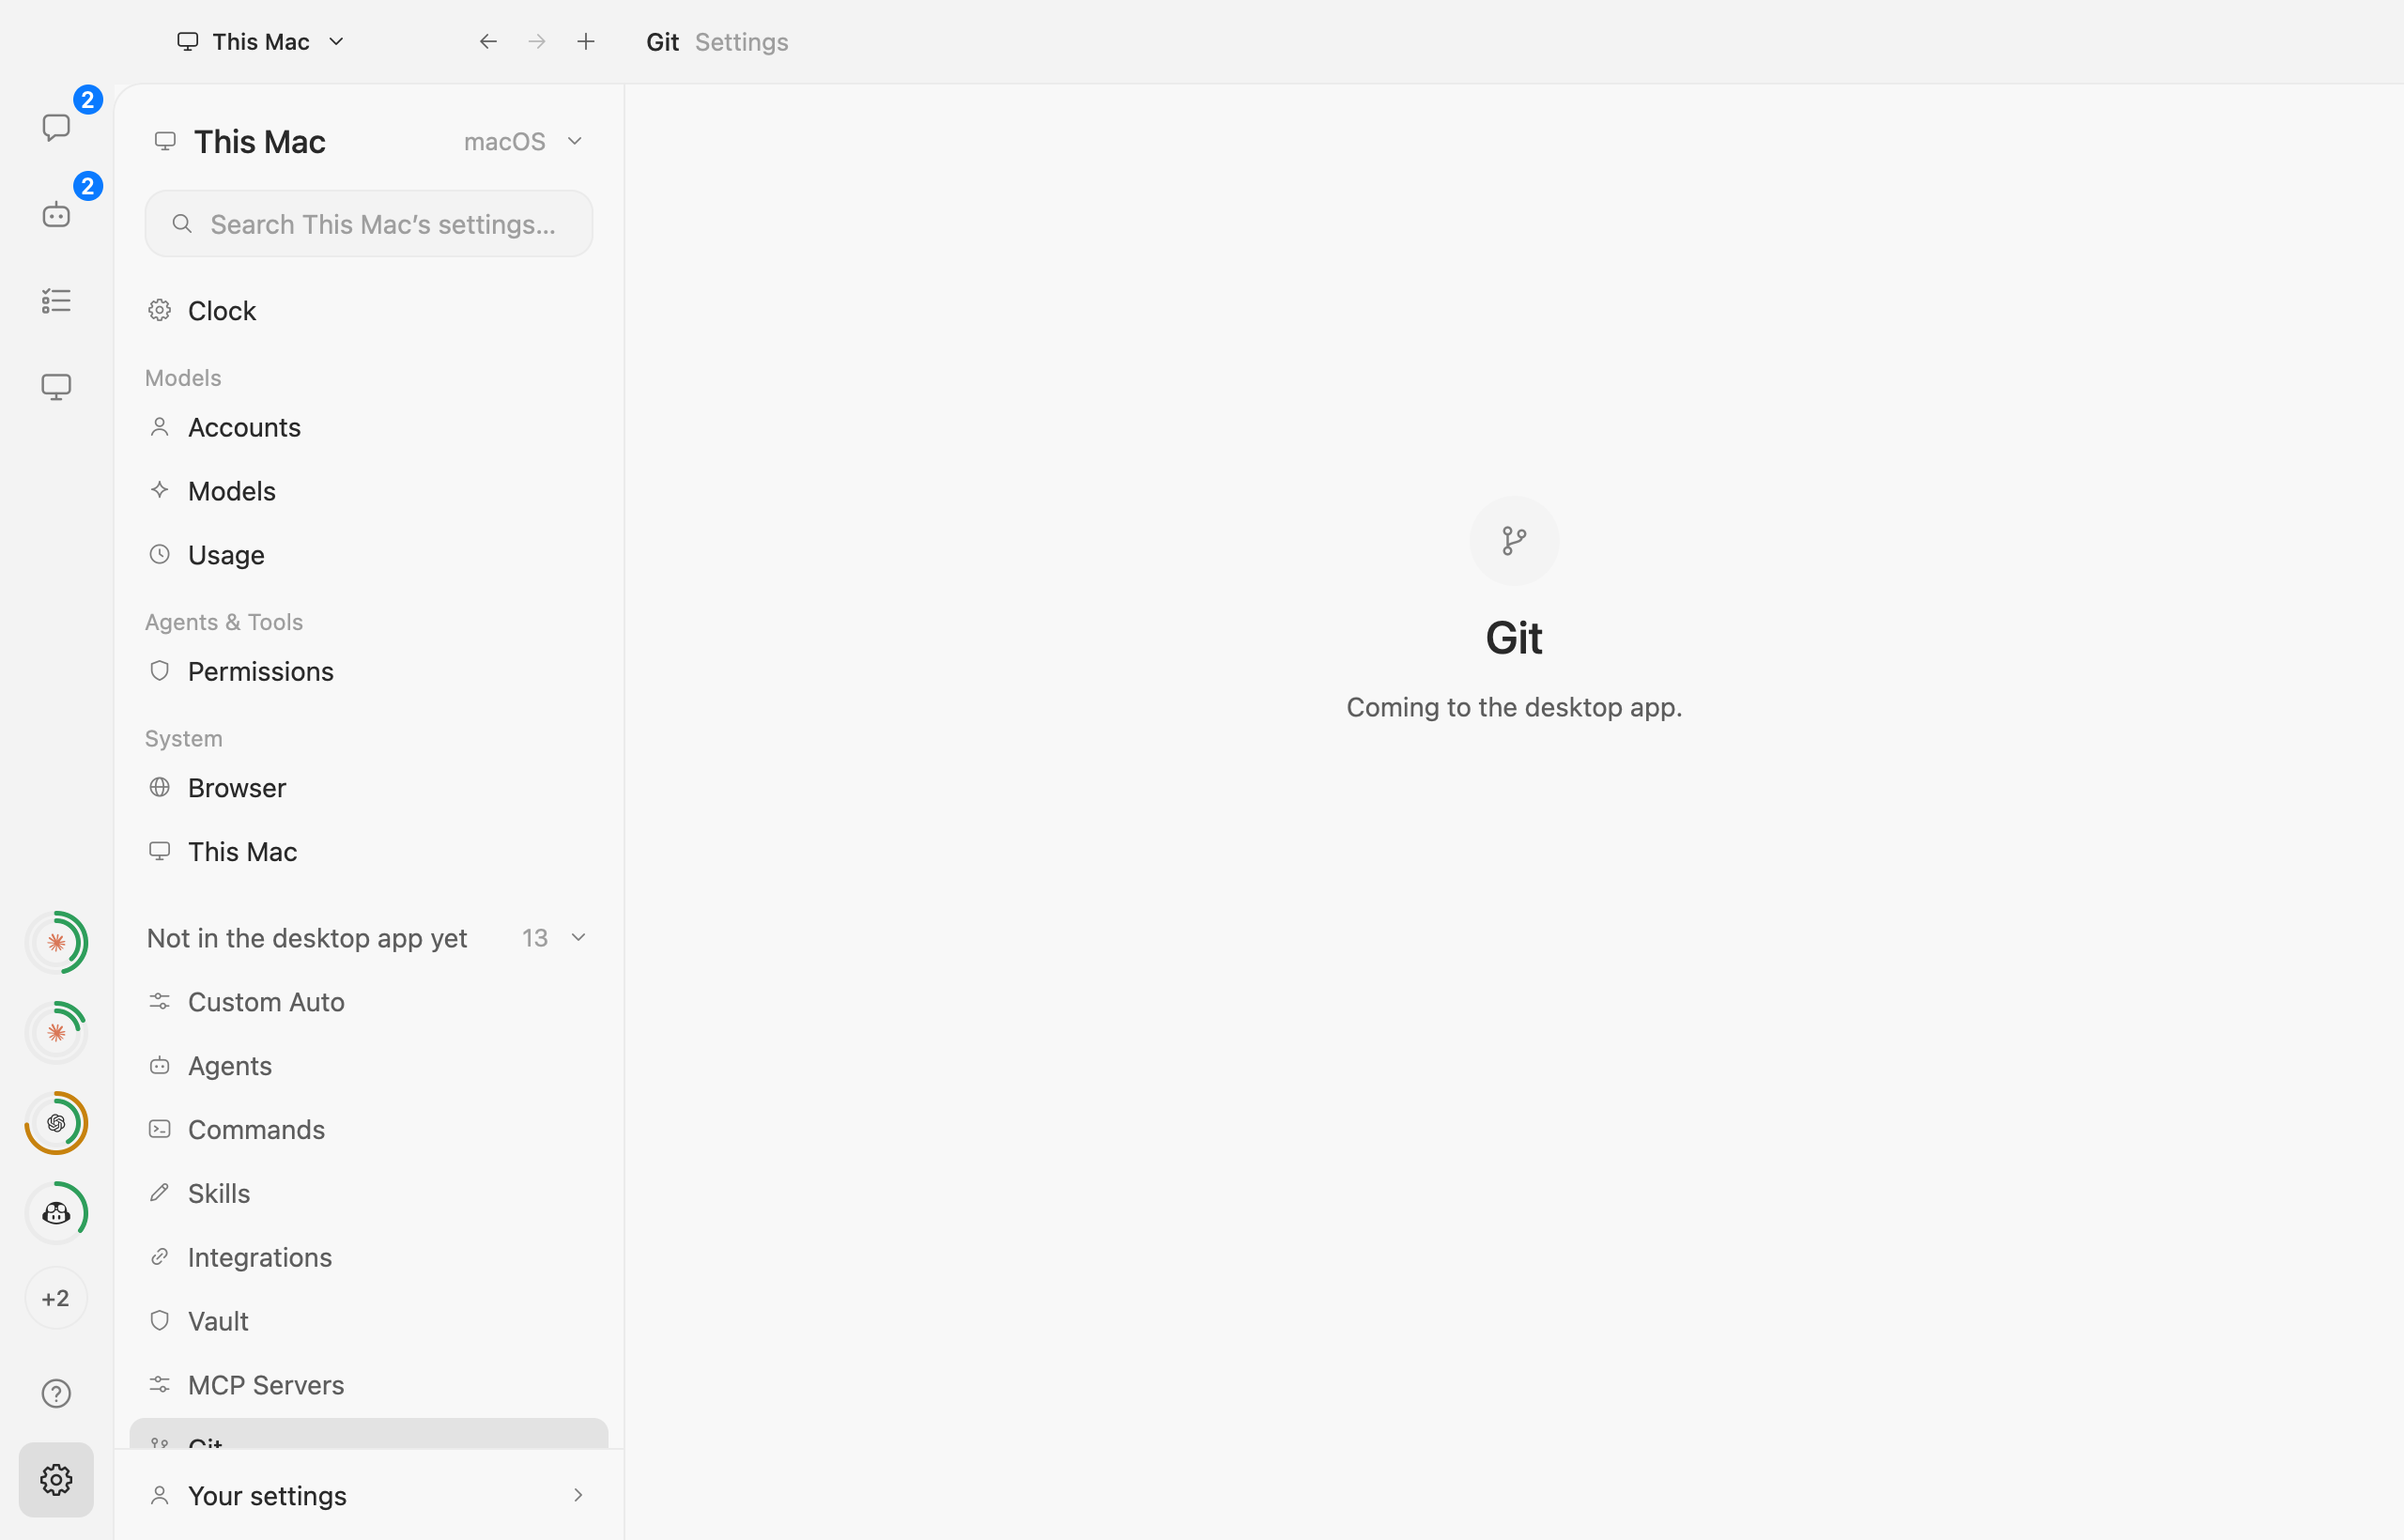 This Mac
Git Settings
2
2
This Mac macOS
Search This Mac's settings...
Clock
Models
Accounts
Models
Usage
Agents & Tools
Permissions
System
Browser
This Mac
Not in the desktop app yet 13
Custom Auto
Agents
Commands
Skills
Integrations
Vault
MCP Servers
Git
Your settings
+2
Git
Coming to the desktop app.